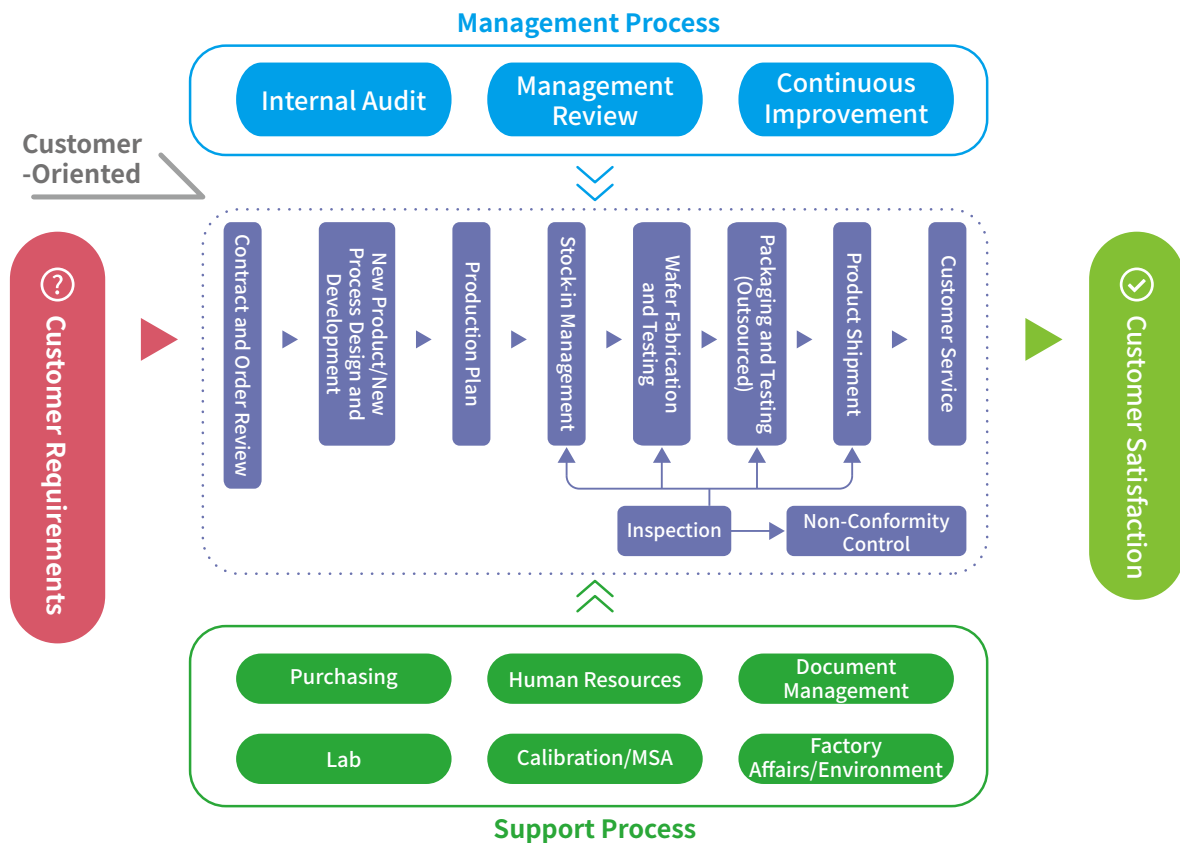 Management Process
Internal Audit
Management
Review
Continuous
Improvement
Customer
-Oriented
? Customer Requirements
Contract and Order Review
New Product/New
Process Design and
Development
Production Plan
Stock-in Management
Wafer Fabrication
and Testing
Packaging and Testing
(Outsourced)
Product Shipment
Customer Service
Customer Satisfaction
Inspection
Non-Conformity
Control
Purchasing
Human Resources
Document
Management
Lab
Calibration/MSA
Factory
Affairs/Environment
Support Process